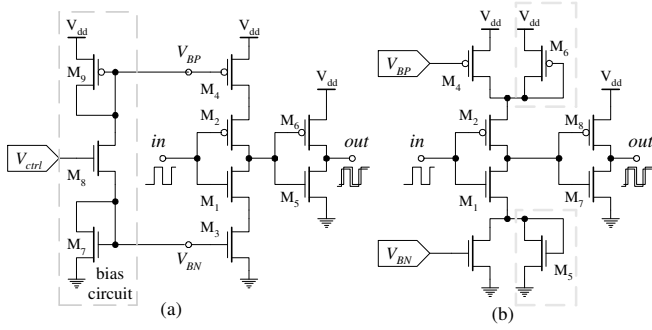 V_dd
M_9
V_BP
V_dd
M_4
M_2
V_dd
M_6
in
out
V_ctrl
M_8
M_1
M_5
M_7
M_3
V_BN
bias
circuit
(a)
V_dd
V_dd
V_BP
M_4
M_6
V_dd
M_2
M_8
in
out
M_1
M_7
V_BN
M_5
(b)